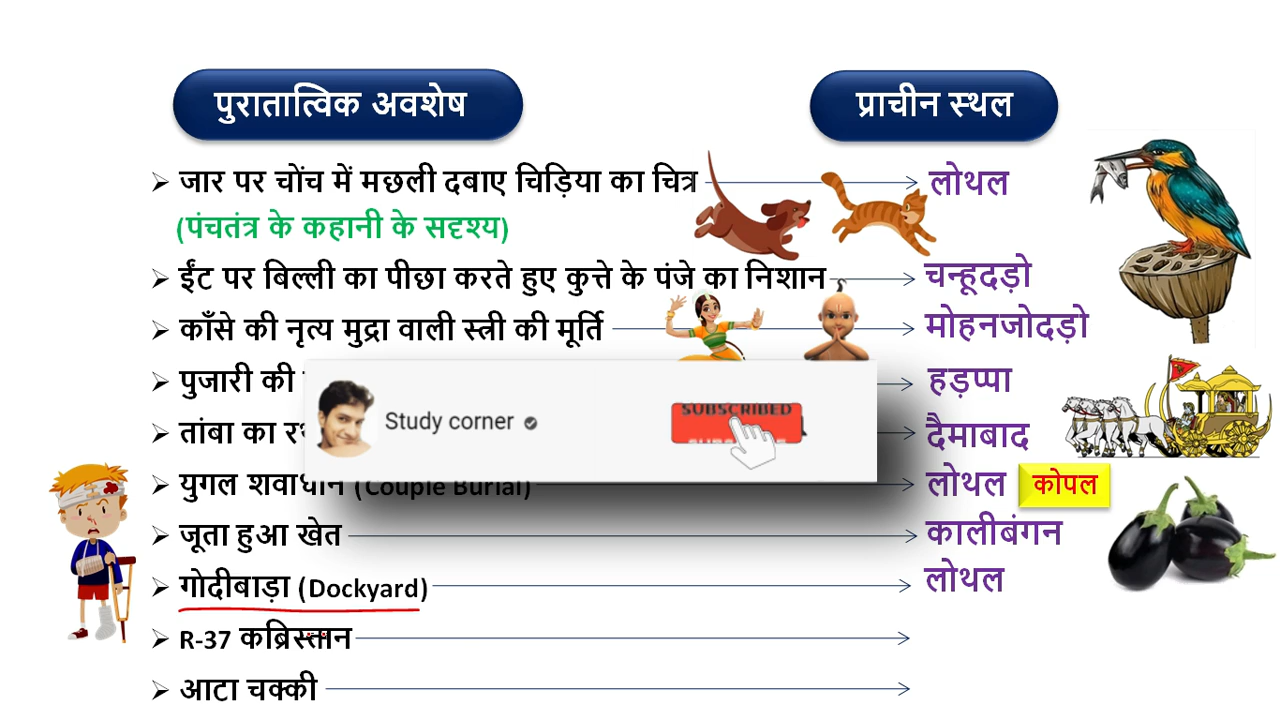 पुरातात्विक अवशेष प्राचीन स्थल
➢ जार पर चोंच में मछली दबाए चिड़िया का चित्र लोथल
(पंचतंत्र के कहानी के सदृश्य)
➢ ईंट पर बिल्ली का पीछा करते हुए कुत्ते के पंजे का निशान चन्हूदड़ो
➢ काँसे की नृत्य मुद्रा वाली स्त्री की मूर्ति मोहनजोदड़ो
➢ पुजारी की हड़प्पा
Study corner SUBSCRIBED
➢ तांबा का दैमाबाद
➢ युगल शवाधान (Couple Burial) लोथल कोपल
➢ जूता हुआ खेत कालीबंगन
➢ गोदीबाड़ा (Dockyard) लोथल
➢ R-37 कब्रिस्तान
➢ आटा चक्की